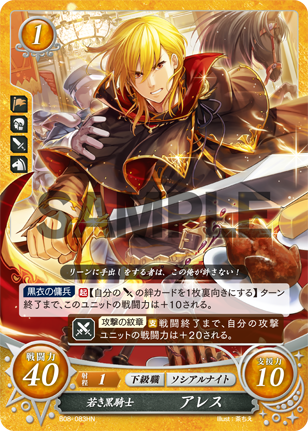 1
SAMPLE
リーンに手出しをする者は、この俺が許さない！
黒衣の傭兵 起【自分の の絆カードを1枚裏向きにする】ターン
終了まで、このユニットの戦闘力は＋10される。
攻撃の紋章 支 戦闘終了まで、自分の攻撃
ユニットの戦闘力は＋20される。
戦闘力
40
射程 1 下級職 ソシアルナイト
支援力
10
若き黒騎士 アレス
B08-083HN
Illust：